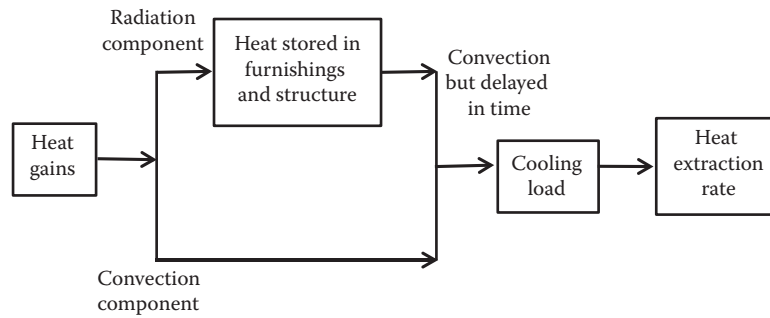 Radiation
component
Heat stored in
furnishings
and structure
Convection
but delayed
in time
Heat
gains
Cooling
load
Heat
extraction
rate
Convection
component